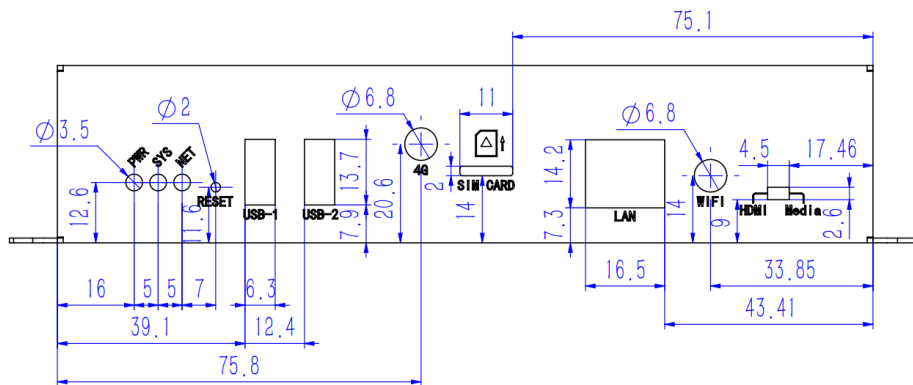 75.1
Ø6.8
11
Ø2
Ø6.8
Ø3.5
PWR
SYS
NET
4.5
17.46
12.6
11.6
RESET
USB-1
USB-2
13.7
7.9
20.6
4G
2
SIM CARD
14
14.2
7.3
LAN
14
WIFI
9
HDMI
Media
2.6
16
5
5
7
6.3
16.5
33.85
39.1
12.4
43.41
75.8